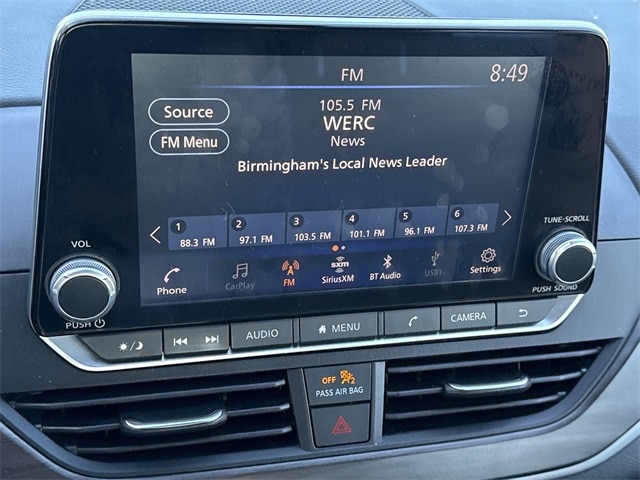 FM 8:49
Source
105.5 FM
WERC
FM Menu
News
Birmingham's Local News Leader
TUNE·SCROLL
VOL
1 2 3 4 5 6
88.3 FM 97.1 FM 103.5 FM 101.1 FM 96.1 FM 107.3 FM
sxm
Phone CarPlay FM SiriusXM BT Audio USB1 Settings
PUSH PUSH SOUND
AUDIO MENU CAMERA
OFF 2
PASS AIR BAG